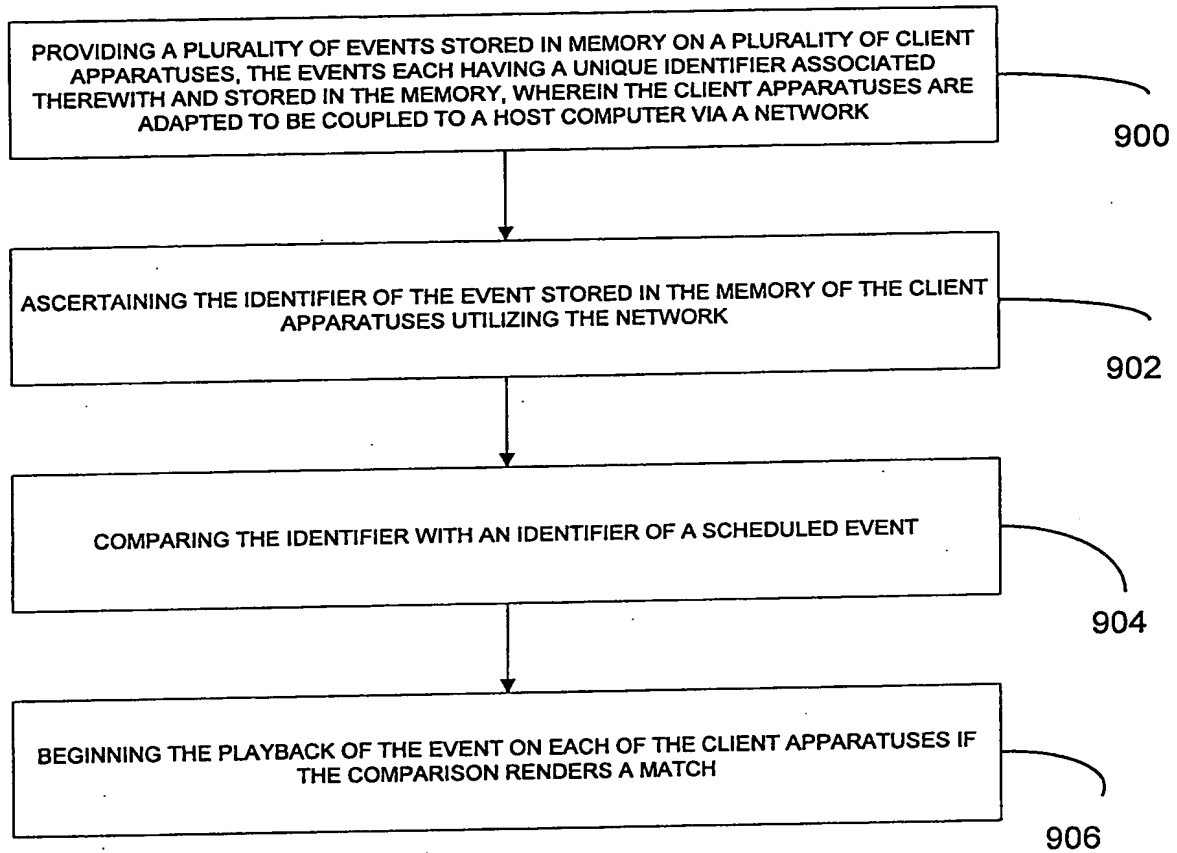 PROVIDING A PLURALITY OF EVENTS STORED IN MEMORY ON A PLURALITY OF CLIENT
APPARATUSES, THE EVENTS EACH HAVING A UNIQUE IDENTIFIER ASSOCIATED
THEREWITH AND STORED IN THE MEMORY, WHEREIN THE CLIENT APPARATUSES ARE
ADAPTED TO BE COUPLED TO A HOST COMPUTER VIA A NETWORK
900
ASCERTAINING THE IDENTIFIER OF THE EVENT STORED IN THE MEMORY OF THE CLIENT
APPARATUSES UTILIZING THE NETWORK
902
COMPARING THE IDENTIFIER WITH AN IDENTIFIER OF A SCHEDULED EVENT
904
BEGINNING THE PLAYBACK OF THE EVENT ON EACH OF THE CLIENT APPARATUSES IF
THE COMPARISON RENDERS A MATCH
906